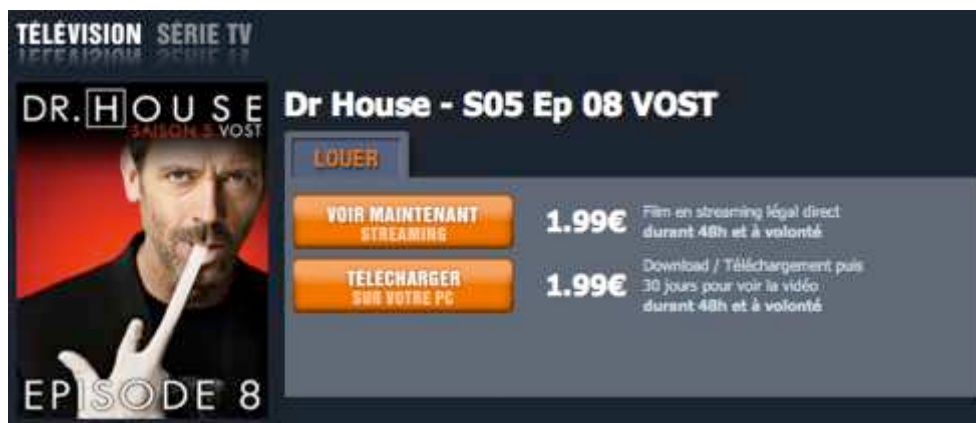 TÉLÉVISION SÉRIE TV
DR. HOUSE
SAISON 5 VOST
EPISODE 8
Dr House - S05 Ep 08 VOST
LOUER
VOIR MAINTENANT
STREAMING
1.99€
Film en streaming légal direct
durant 48h et à volonté
TÉLÉCHARGER
SUR VOTRE PC
1.99€
Download / Téléchargement puis
30 jours pour voir la vidéo
durant 48h et à volonté